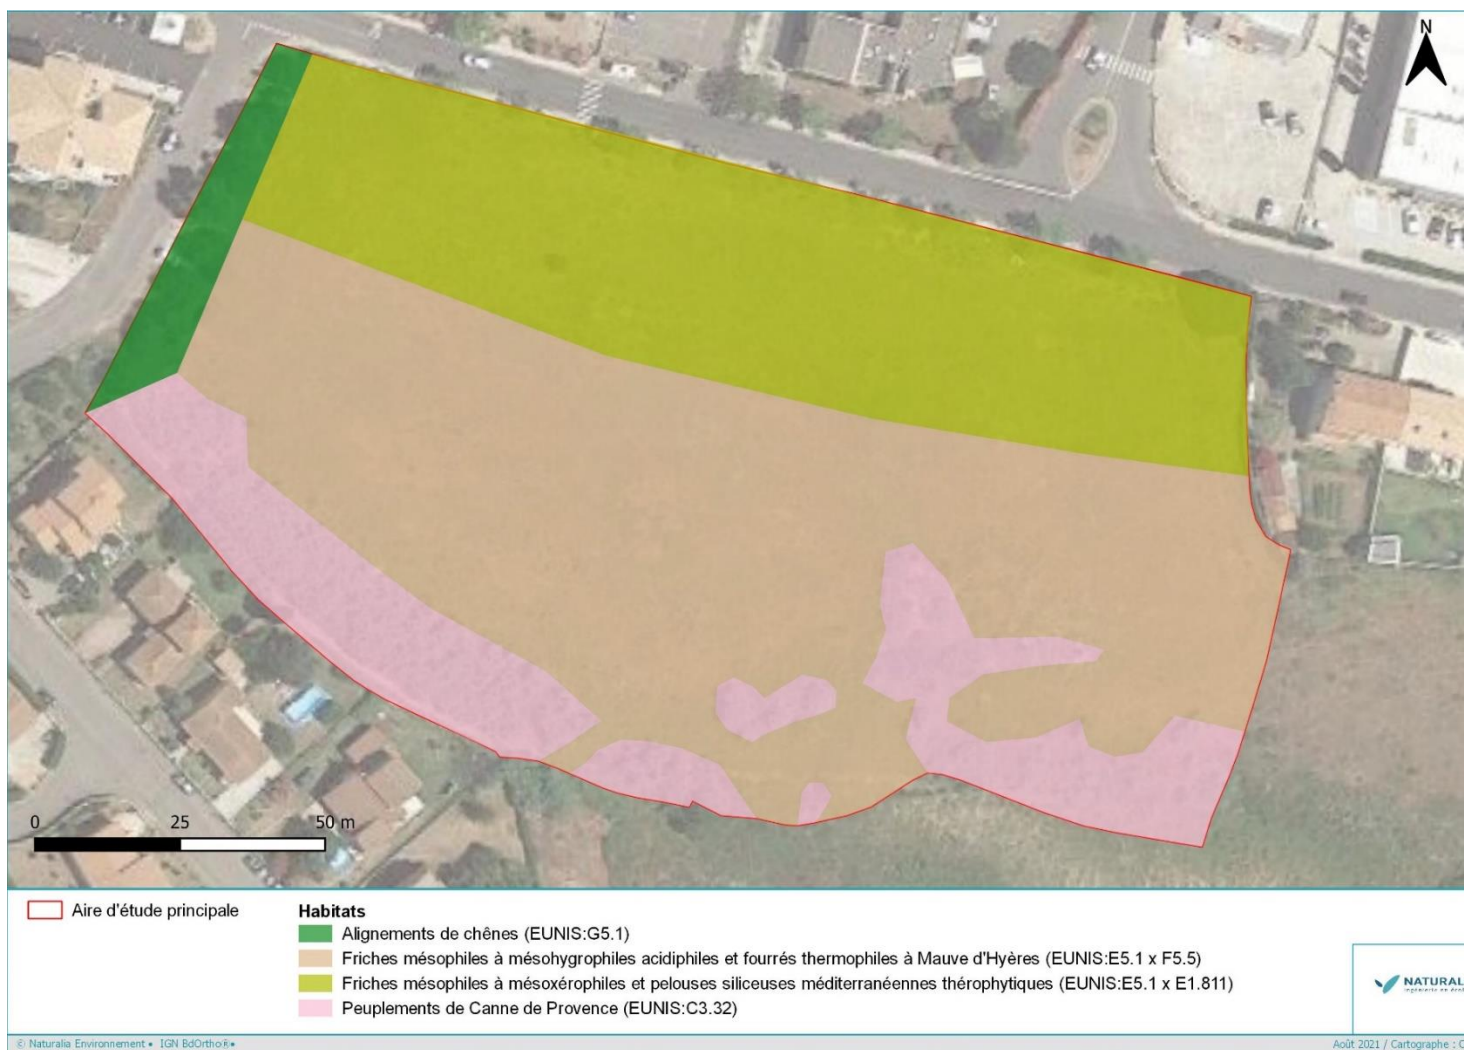 N
0 25 50 m
Aire d'étude principale
Habitats
Alignements de chênes (EUNIS:G5.1)
Friches mésophiles à mésohygrophiles acidiphiles et fourrés thermophiles à Mauve d'Hyères (EUNIS:E5.1 x F5.5)
Friches mésophiles à mésoxérophiles et pelouses siliceuses méditerranéennes thérophytiques (EUNIS:E5.1 x E1.811)
Peuplements de Canne de Provence (EUNIS:C3.32)
NATURAL
© Naturalia Environnement • IGN BdOrtho®•
Août 2021 / Cartographe : C